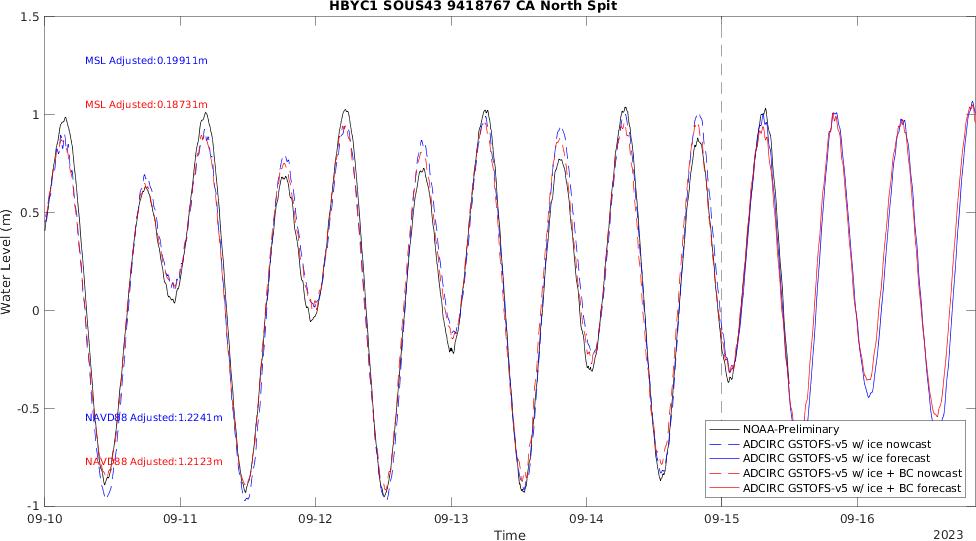 HBYC1 SOUS43 9418767 CA North Spit
1.5
MSL Adjusted:0.19911m
MSL Adjusted:0.18731m
1
0.5
0
-0.5
-1
Water Level (m)
NAVD88 Adjusted:1.2241m
NAVD88 Adjusted:1.2123m
NOAA-Preliminary
ADCIRC GSTOFS-v5 w/ ice nowcast
ADCIRC GSTOFS-v5 w/ ice forecast
ADCIRC GSTOFS-v5 w/ ice + BC nowcast
ADCIRC GSTOFS-v5 w/ ice + BC forecast
09-10 09-11 09-12 09-13 09-14 09-15 09-16
Time
2023